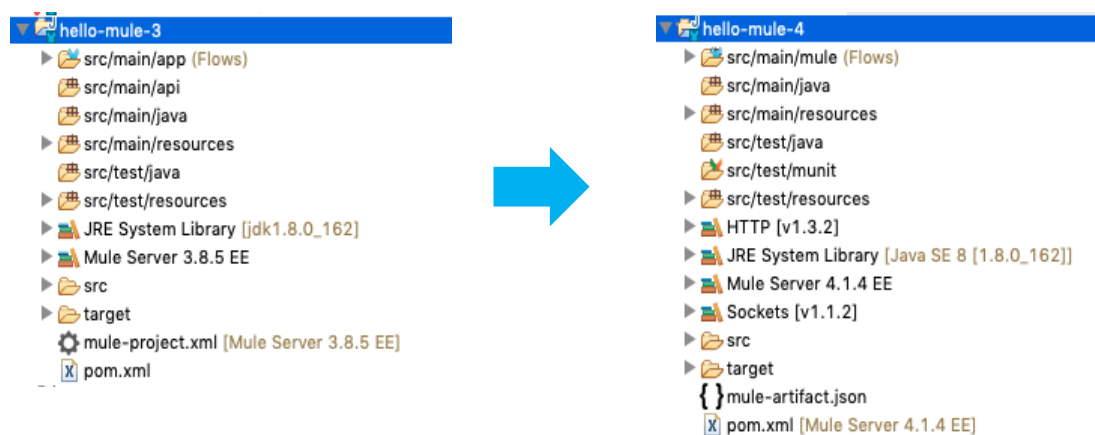 hello-mule-3
src/main/app (Flows)
src/main/api
src/main/java
src/main/resources
src/test/java
src/test/resources
JRE System Library [jdk1.8.0_162]
Mule Server 3.8.5 EE
src
target
mule-project.xml [Mule Server 3.8.5 EE]
pom.xml
hello-mule-4
src/main/mule (Flows)
src/main/java
src/main/resources
src/test/java
src/test/munit
src/test/resources
HTTP [v1.3.2]
JRE System Library [Java SE 8 [1.8.0_162]]
Mule Server 4.1.4 EE
Sockets [v1.1.2]
src
target
mule-artifact.json
pom.xml [Mule Server 4.1.4 EE]